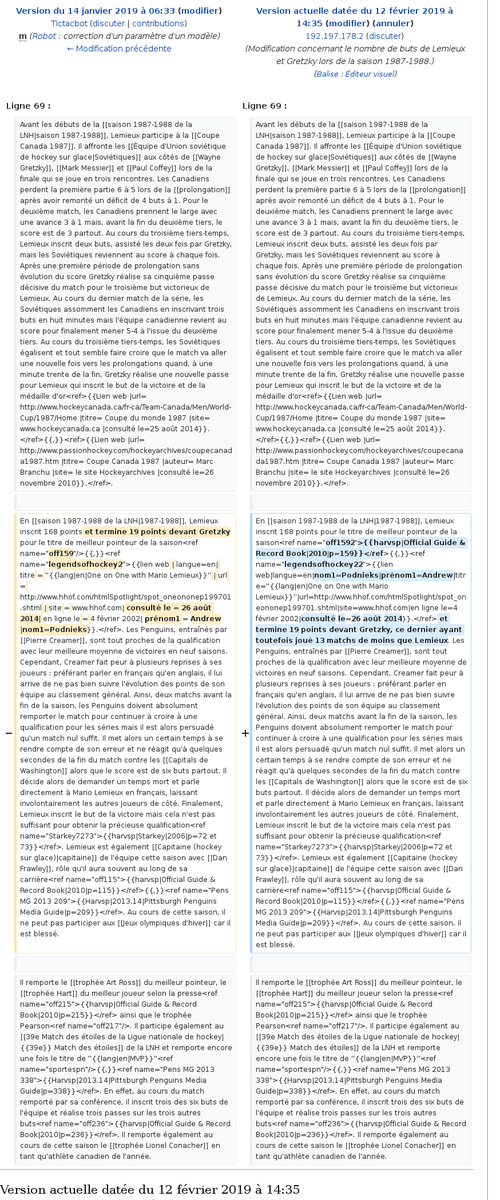 Version du 14 janvier 2019 à 06:33 (modifier)
Tictacbot (discuter | contributions)
m (Robot : correction d'un paramètre d'un modèle)
← Modification précédente
Version actuelle datée du 12 février 2019 à
14:35 (modifier) (annuler)
192.197.178.2 (discuter)
(Modification concernant le nombre de buts de Lemieux
et Gretzky lors de la saison 1987-1988.)
(Balise : Éditeur visuel)
Ligne 69 :
Avant les débuts de la [[saison 1987-1988 de la
LNH|saison 1987-1988]], Lemieux participe à la [[Coupe
Canada 1987]]. Il affronte les [[Équipe d'Union soviétique
de hockey sur glace|Soviétiques]] aux côtés de [[Wayne
Gretzky]], [[Mark Messier]] et [[Paul Coffey]] lors de la
finale qui se joue en trois rencontres. Les Canadiens
perdent la première partie 6 à 5 lors de la [[prolongation]]
après avoir remonté un déficit de 4 buts à 1. Pour le
deuxième match, les Canadiens prennent le large avec
une avance 3 à 1 mais, avant la fin du deuxième tiers, le
score est de 3 partout. Au cours du troisième tiers-temps,
Lemieux inscrit deux buts, assisté les deux fois par Gretzky,
mais les Soviétiques reviennent au score à chaque fois.
Après une première période de prolongation sans
évolution du score Gretzky réalise sa cinquième passe
décisive du match pour le troisième but victorieux de
Lemieux. Au cours du dernier match de la série, les
Soviétiques assomment les Canadiens en inscrivant trois
buts en huit minutes mais l'équipe canadienne revient au
score pour finalement mener 5-4 à l'issue du deuxième
tiers. Au cours du troisième tiers-temps, les Soviétiques
égalisent et tout semble faire croire que le match va aller
une nouvelle fois vers les prolongations quand, à une
minute trente de la fin, Gretzky réalise une nouvelle passe
pour Lemieux qui inscrit le but de la victoire et de la
médaille d'or<ref>{{Lien web |url=
http://www.hockeycanada.ca/fr-ca/Team-Canada/Men/World-
Cup/1987/Home |titre= Coupe du monde 1987 |site=
www.hockeycanada.ca |consulté le=25 août 2014}}.
</ref>{{,}}<ref>{{Lien web |url=
http://www.passionhockey.com/hockeyarchives/coupecanad
a1987.htm |titre= Coupe Canada 1987 |auteur= Marc
Branchu |site= le site Hockeyarchives |consulté le=26
novembre 2010}}.</ref>.
En [[saison 1987-1988 de la LNH|1987-1988]], Lemieux
inscrit 168 points et termine 19 points devant Gretzky
pour le titre de meilleur pointeur de la saison<ref
name="off159"/>{{,}}<ref
name="legendsofhockey2">{{lien web | langue=en|
titre = ''{{lang|en|One on One with Mario Lemieux}}'' | url
=
http://www.hhof.com/htmlSpotlight/spot_oneononep199701
.shtml | site = www.hhof.com| consulté le = 26 août
2014| en ligne le = 4 février 2002| prénom1 = Andrew
|nom1=Podnieks}}.</ref>. Les Penguins, entraînés par
[[Pierre Creamer]], sont tout proches de la qualification
avec leur meilleure moyenne de victoires en neuf saisons.
Cependant, Creamer fait peur à plusieurs reprises à ses
joueurs : préférant parler en français qu'en anglais, il lui
arrive de ne pas bien suivre l'évolution des points de son
équipe au classement général. Ainsi, deux matchs avant la
fin de la saison, les Penguins doivent absolument
remporter le match pour continuer à croire à une
qualification pour les séries mais il est alors persuadé
qu'un match nul suffit. Il met alors un certain temps à se
rendre compte de son erreur et ne réagit qu'à quelques
secondes de la fin du match contre les [[Capitals de
Washington]] alors que le score est de six buts partout. Il
décide alors de demander un temps mort et parle
directement à Mario Lemieux en français, laissant
involontairement les autres joueurs de côté. Finalement,
Lemieux inscrit le but de la victoire mais cela n'est pas
suffisant pour obtenir la précieuse qualification<ref
name="Starkey7273">{{harvsp|Starkey|2006|p=72 et
73}}</ref>. Lemieux est également [[Capitaine (hockey
sur glace)|capitaine]] de l'équipe cette saison avec [[Dan
Frawley]], rôle qu'il aura souvent au long de sa
carrière<ref name="off115">{{harvsp|Official Guide &
Record Book|2010|p=115}}</ref>{{,}}<ref name="Pens
MG 2013 209">{{harvsp|2013.14|Pittsburgh Penguins
Media Guide|p=209}}</ref>. Au cours de cette saison, il
ne peut pas participer aux [[Jeux olympiques d'hiver]] car il
est blessé.
Il remporte le [[trophée Art Ross]] du meilleur pointeur, le
[[trophée Hart]] du meilleur joueur selon la presse<ref
name="off215">{{harvsp|Official Guide & Record
Book|2010|p=215}}</ref> ainsi que le trophée
Pearson<ref name="off217"/>. Il participe également au
[[39e Match des étoiles de la Ligue nationale de hockey|
{{39e}} Match des étoiles]] de la LNH et remporte encore
une fois le titre de ''{{lang|en|MVP}}''<ref
name="sportespn"/>{{,}}<ref name="Pens MG 2013
338">{{Harvsp|2013.14|Pittsburgh Penguins Media
Guide|p=338}}</ref>. En effet, au cours du match
remporté par sa conférence, il inscrit trois des six buts de
l'équipe et réalise trois passes sur les trois autres
buts<ref name="off236">{{harvsp|Official Guide & Record
Book|2010|p=236}}</ref>. Il remporte également au
cours de cette saison le [[trophée Lionel Conacher]] en
tant qu'athlète canadien de l'année.
Ligne 69 :
Avant les débuts de la [[saison 1987-1988 de la
LNH|saison 1987-1988]], Lemieux participe à la [[Coupe
Canada 1987]]. Il affronte les [[Équipe d'Union soviétique
de hockey sur glace|Soviétiques]] aux côtés de [[Wayne
Gretzky]], [[Mark Messier]] et [[Paul Coffey]] lors de la
finale qui se joue en trois rencontres. Les Canadiens
perdent la première partie 6 à 5 lors de la [[prolongation]]
après avoir remonté un déficit de 4 buts à 1. Pour le
deuxième match, les Canadiens prennent le large avec
une avance 3 à 1 mais, avant la fin du deuxième tiers, le
score est de 3 partout. Au cours du troisième tiers-temps,
Lemieux inscrit deux buts, assisté les deux fois par Gretzky,
mais les Soviétiques reviennent au score à chaque fois.
Après une première période de prolongation sans
évolution du score Gretzky réalise sa cinquième passe
décisive du match pour le troisième but victorieux de
Lemieux. Au cours du dernier match de la série, les
Soviétiques assomment les Canadiens en inscrivant trois
buts en huit minutes mais l'équipe canadienne revient au
score pour finalement mener 5-4 à l'issue du deuxième
tiers. Au cours du troisième tiers-temps, les Soviétiques
égalisent et tout semble faire croire que le match va aller
une nouvelle fois vers les prolongations quand, à une
minute trente de la fin, Gretzky réalise une nouvelle passe
pour Lemieux qui inscrit le but de la victoire et de la
médaille d'or<ref>{{Lien web |url=
http://www.hockeycanada.ca/fr-ca/Team-Canada/Men/World-
Cup/1987/Home |titre= Coupe du monde 1987 |site=
www.hockeycanada.ca |consulté le=25 août 2014}}.
</ref>{{,}}<ref>{{Lien web |url=
http://www.passionhockey.com/hockeyarchives/coupecana
da1987.htm |titre= Coupe Canada 1987 |auteur= Marc
Branchu |site= le site Hockeyarchives |consulté le=26
novembre 2010}}.</ref>.
En [[saison 1987-1988 de la LNH|1987-1988]], Lemieux
inscrit 168 points pour le titre de meilleur pointeur de la
saison<ref name="off1592">{{harvsp|Official Guide &
Record Book|2010|p=159}}</ref>{{,}}<ref
name="legendsofhockey22">{{lien
web|langue=en|nom1=Podnieks|prénom1=Andrew|titr
e=''{{lang|en|One on One with Mario
Lemieux}}''|url=http://www.hhof.com/htmlSpotlight/spot_on
eononep199701.shtml|site=www.hhof.com|en ligne le=4
février 2002|consulté le=26 août 2014}}.</ref> et
termine 19 points devant Gretzky, ce dernier ayant
toutefois joué 13 matchs de moins que Lemieux. Les
Penguins, entraînés par [[Pierre Creamer]], sont tout
proches de la qualification avec leur meilleure moyenne de
victoires en neuf saisons. Cependant, Creamer fait peur à
plusieurs reprises à ses joueurs : préférant parler en
français qu'en anglais, il lui arrive de ne pas bien suivre
l'évolution des points de son équipe au classement
général. Ainsi, deux matchs avant la fin de la saison, les
Penguins doivent absolument remporter le match pour
continuer à croire à une qualification pour les séries mais
il est alors persuadé qu'un match nul suffit. Il met alors un
certain temps à se rendre compte de son erreur et ne
réagit qu'à quelques secondes de la fin du match contre
les [[Capitals de Washington]] alors que le score est de six
buts partout. Il décide alors de demander un temps mort
et parle directement à Mario Lemieux en français, laissant
involontairement les autres joueurs de côté. Finalement,
Lemieux inscrit le but de la victoire mais cela n'est pas
suffisant pour obtenir la précieuse qualification<ref
name="Starkey7273">{{harvsp|Starkey|2006|p=72 et
73}}</ref>. Lemieux est également [[Capitaine (hockey
sur glace)|capitaine]] de l'équipe cette saison avec [[Dan
Frawley]], rôle qu'il aura souvent au long de sa
carrière<ref name="off115">{{harvsp|Official Guide &
Record Book|2010|p=115}}</ref>{{,}}<ref name="Pens
MG 2013 209">{{harvsp|2013.14|Pittsburgh Penguins
Media Guide|p=209}}</ref>. Au cours de cette saison, il
ne peut pas participer aux [[Jeux olympiques d'hiver]] car
il est blessé.
Il remporte le [[trophée Art Ross]] du meilleur pointeur, le
[[trophée Hart]] du meilleur joueur selon la presse<ref
name="off215">{{harvsp|Official Guide & Record
Book|2010|p=215}}</ref> ainsi que le trophée
Pearson<ref name="off217"/>. Il participe également au
[[39e Match des étoiles de la Ligue nationale de hockey|
{{39e}} Match des étoiles]] de la LNH et remporte
encore une fois le titre de ''{{lang|en|MVP}}''<ref
name="sportespn"/>{{,}}<ref name="Pens MG 2013
338">{{Harvsp|2013.14|Pittsburgh Penguins Media
Guide|p=338}}</ref>. En effet, au cours du match
remporté par sa conférence, il inscrit trois des six buts de
l'équipe et réalise trois passes sur les trois autres
buts<ref name="off236">{{harvsp|Official Guide & Record
Book|2010|p=236}}</ref>. Il remporte également au
cours de cette saison le [[trophée Lionel Conacher]] en
tant qu'athlète canadien de l'année.
Version actuelle datée du 12 février 2019 à 14:35